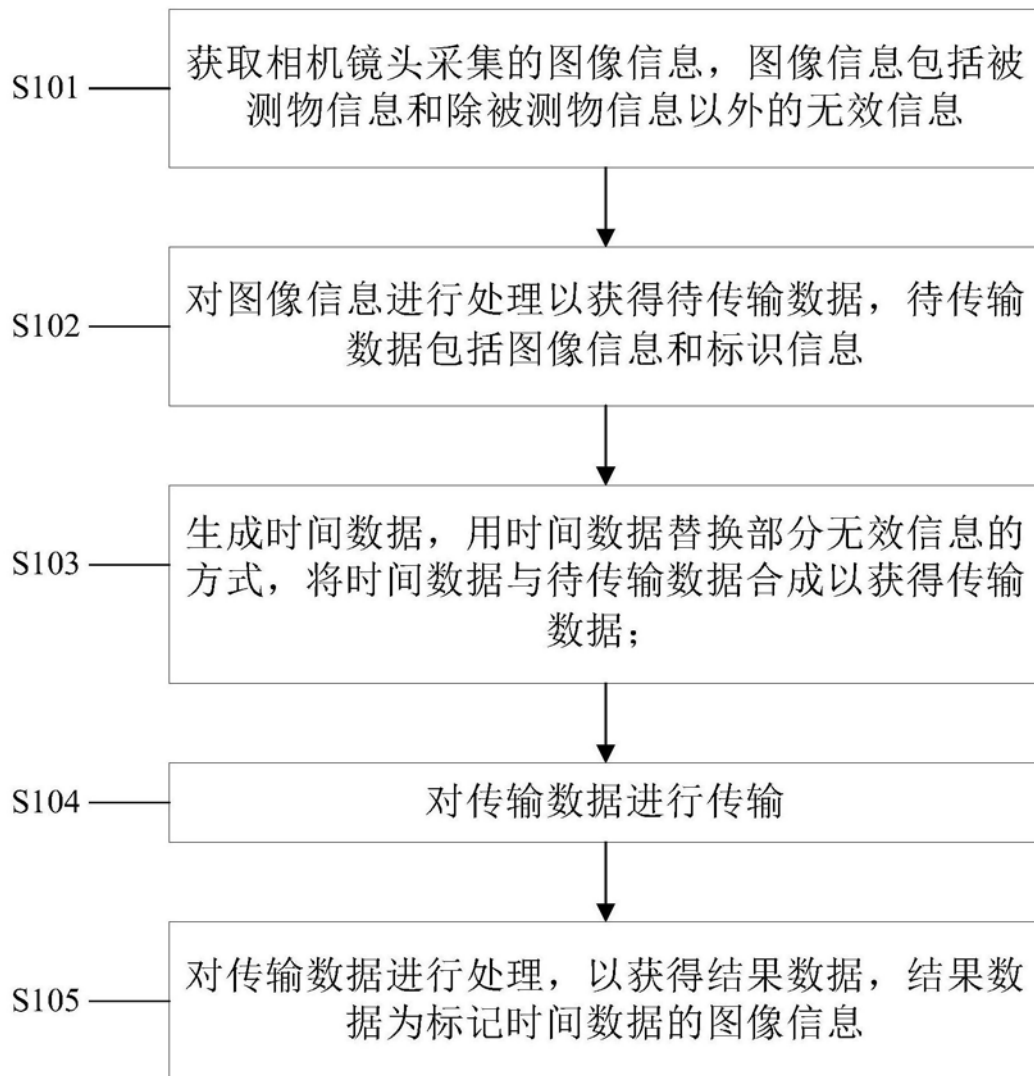 S101
获取相机镜头采集的图像信息，图像信息包括被
测物信息和除被测物信息以外的无效信息
S102
对图像信息进行处理以获得待传输数据，待传输
数据包括图像信息和标识信息
S103
生成时间数据，用时间数据替换部分无效信息的
方式，将时间数据与待传输数据合成以获得传输
数据；
S104
对传输数据进行传输
S105
对传输数据进行处理，以获得结果数据，结果数
据为标记时间数据的图像信息